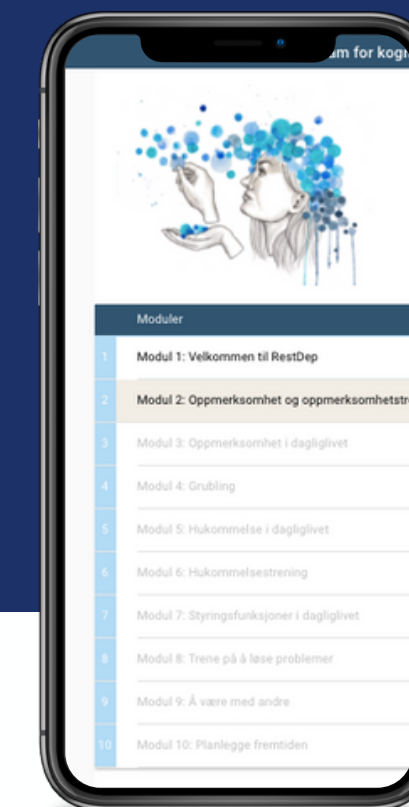 am for kogn
Moduler
1 Modul 1: Velkommen til RestDep
2 Modul 2: Oppmerksomhet og oppmerksomhetstre
3 Modul 3: Oppmerksomhet i dagliglivet
4 Modul 4: Grubling
5 Modul 5: Hukommelse i dagliglivet
6 Modul 6: Hukommelsestrening
7 Modul 7: Styringsfunksjoner i dagliglivet
8 Modul 8: Trene på å løse problemer
9 Modul 9: Å være med andre
10 Modul 10: Planlegge fremtiden